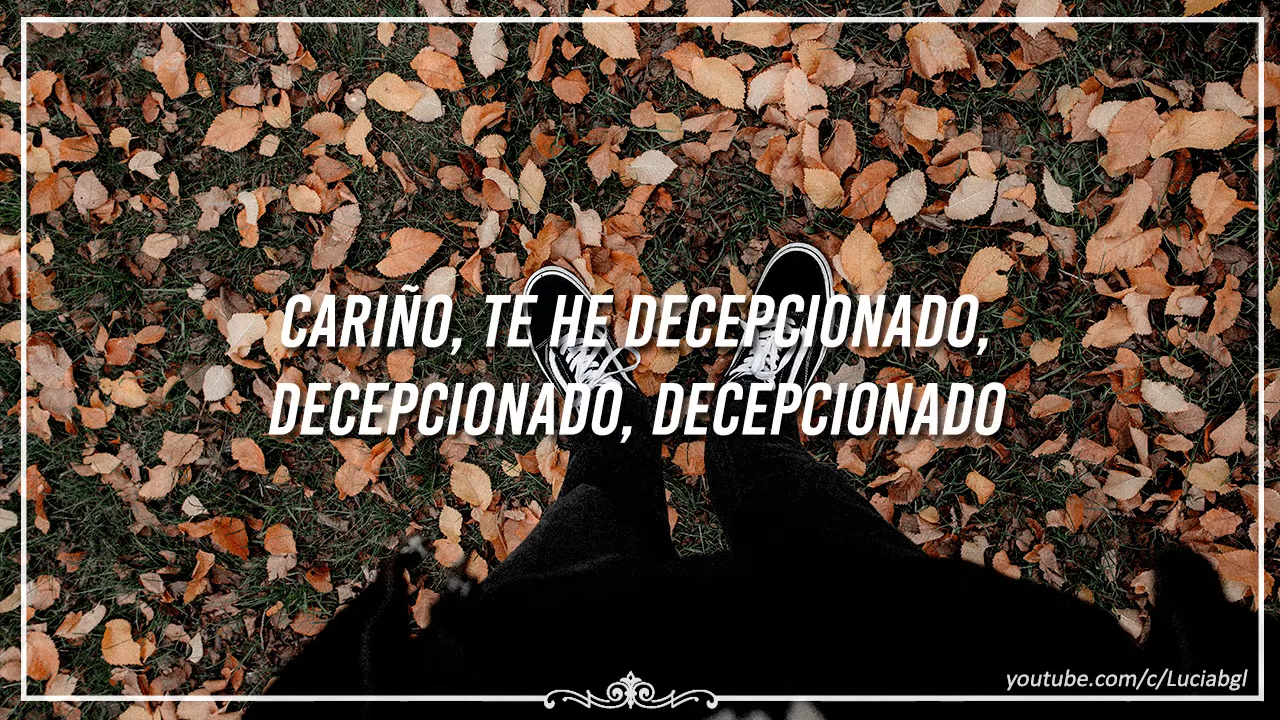 CARIÑO, TE HE DECEPCIONADO,
DECEPCIONADO, DECEPCIONADO
youtube.com/c/Luciabgl